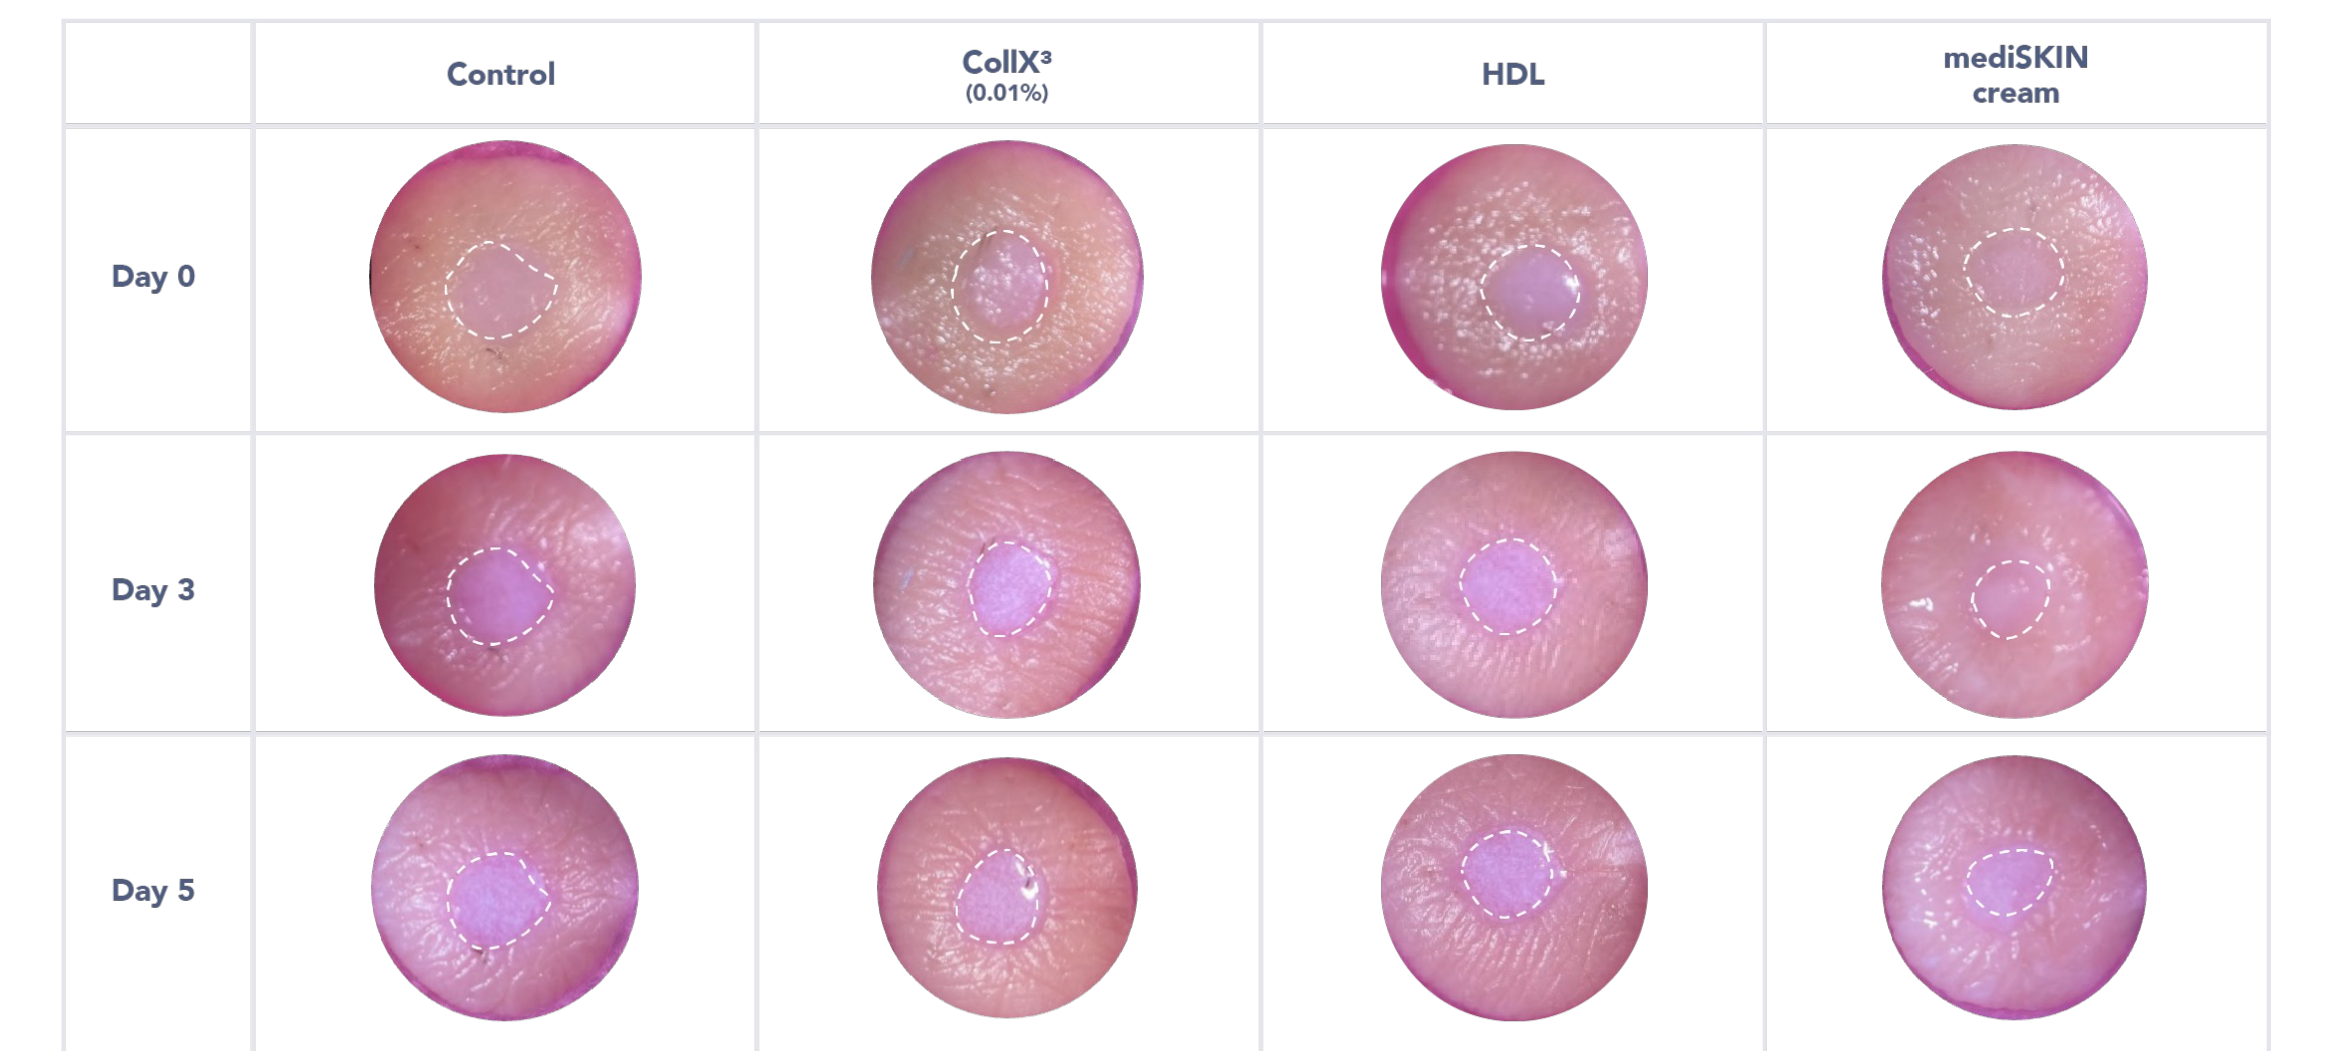 Control
CollX³
(0.01%)
HDL
mediSKIN
cream
Day 0
Day 3
Day 5